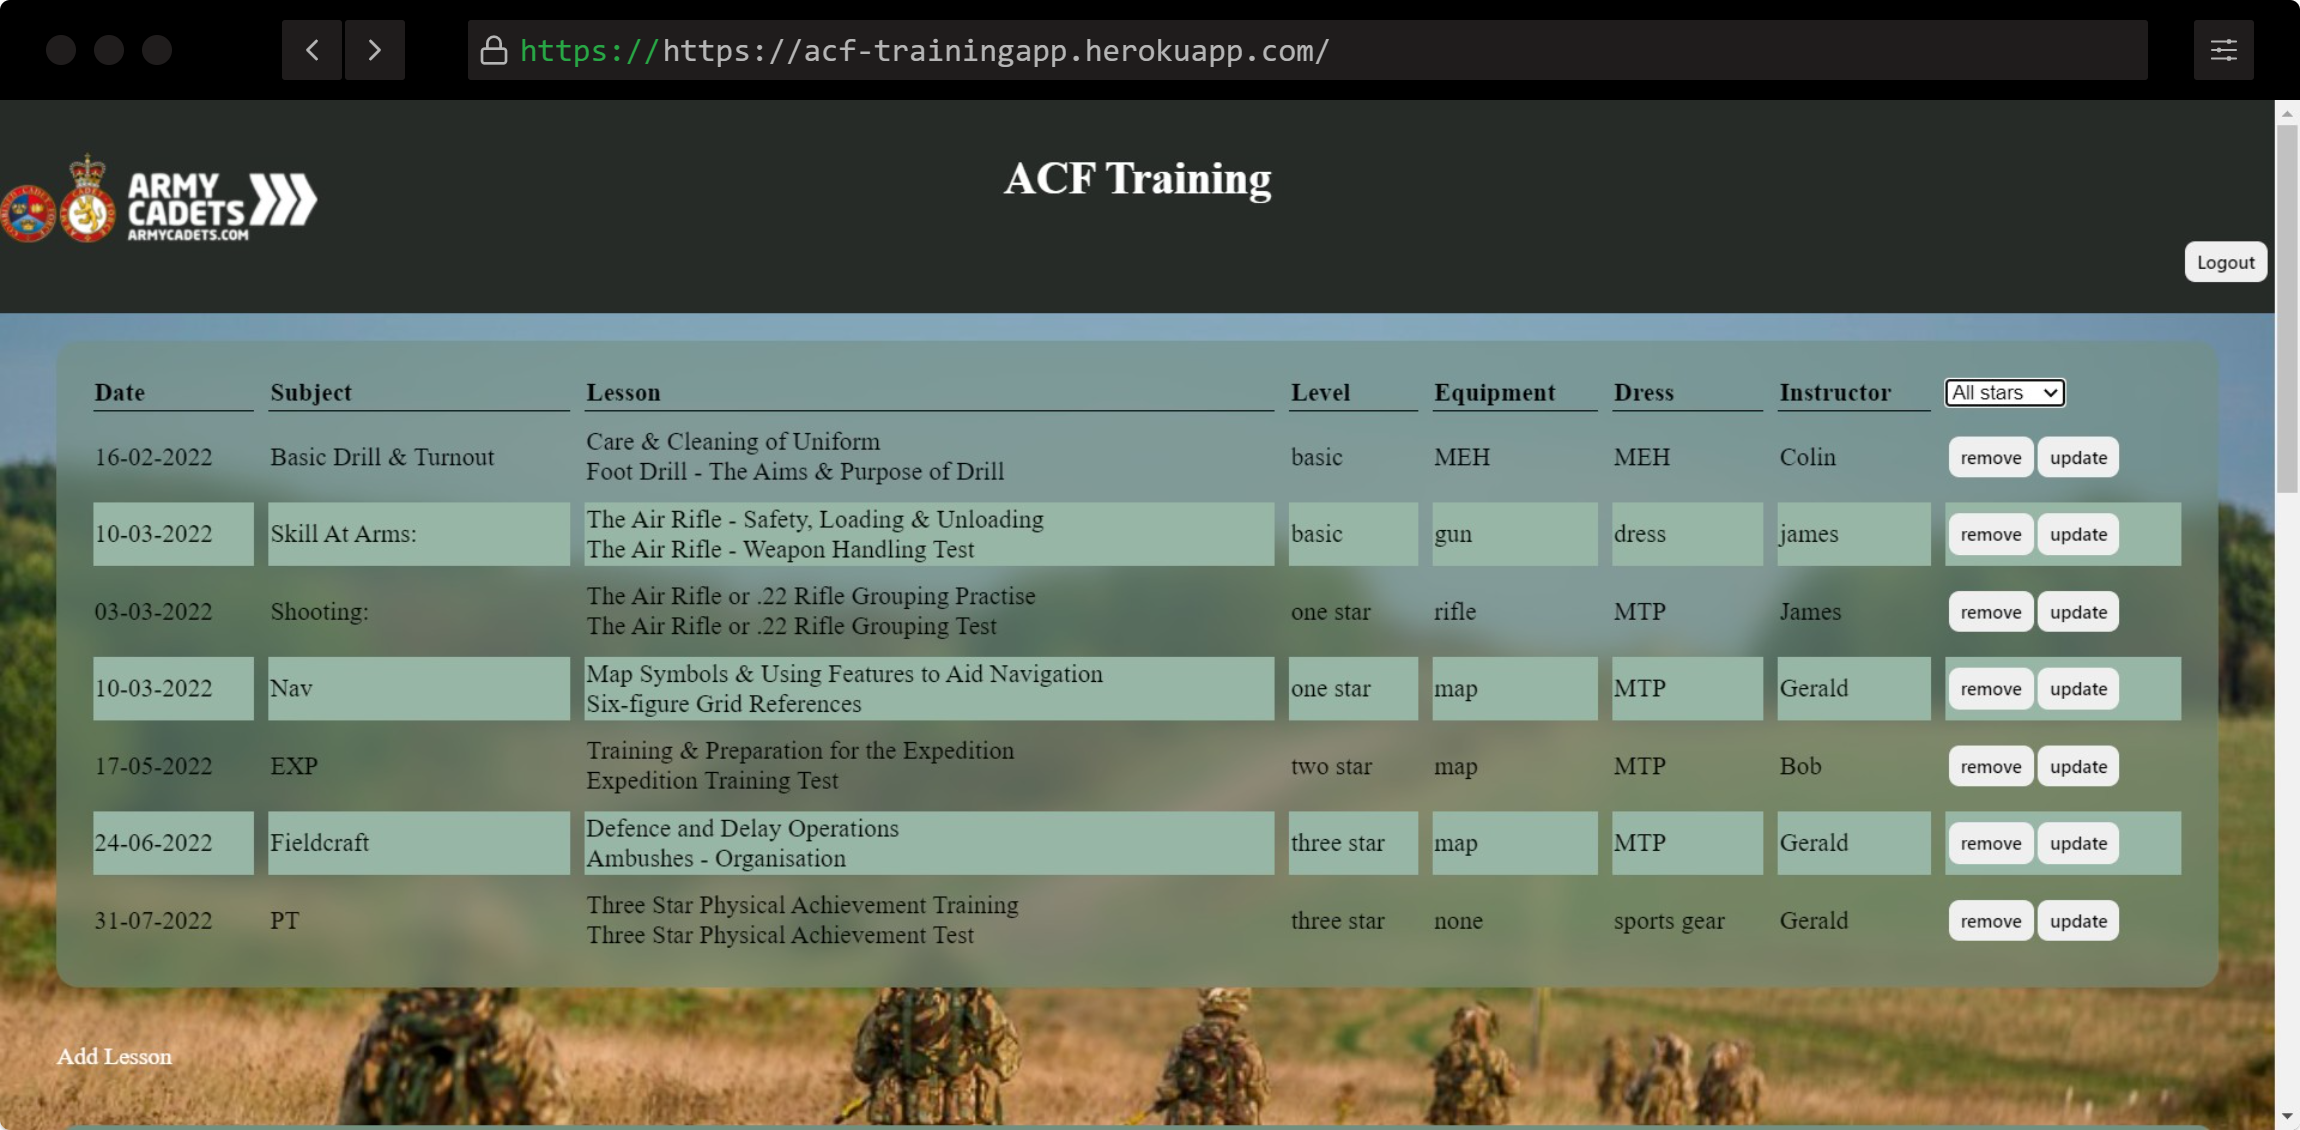 https://https://acf-trainingapp.herokuapp.com/
ARMY
CADETS
ARMYCADETS.COM
ACF Training
Logout
Date Subject Lesson Level Equipment Dress Instructor All stars
16-02-2022 Basic Drill & Turnout Care & Cleaning of Uniform
Foot Drill - The Aims & Purpose of Drill basic MEH MEH Colin remove update
10-03-2022 Skill At Arms: The Air Rifle - Safety, Loading & Unloading
The Air Rifle - Weapon Handling Test basic gun dress james remove update
03-03-2022 Shooting: The Air Rifle or .22 Rifle Grouping Practise
The Air Rifle or .22 Rifle Grouping Test one star rifle MTP James remove update
10-03-2022 Nav Map Symbols & Using Features to Aid Navigation
Six-figure Grid References one star map MTP Gerald remove update
17-05-2022 EXP Training & Preparation for the Expedition
Expedition Training Test two star map MTP Bob remove update
24-06-2022 Fieldcraft Defence and Delay Operations
Ambushes - Organisation three star map MTP Gerald remove update
31-07-2022 PT Three Star Physical Achievement Training
Three Star Physical Achievement Test three star none sports gear Gerald remove update
Add Lesson